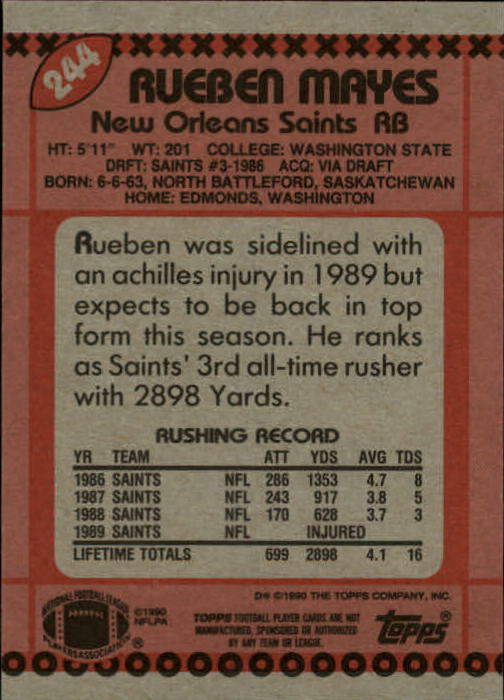 244
RUEBEN MAYES
New Orleans Saints RB
HT: 5'11" WT: 201 COLLEGE: WASHINGTON STATE
DRFT: SAINTS #3-1986 ACQ: VIA DRAFT
BORN: 6-6-63, NORTH BATTLEFORD, SASKATCHEWAN
HOME: EDMONDS, WASHINGTON
Rueben was sidelined with
an achilles injury in 1989 but
expects to be back in top
form this season. He ranks
as Saints' 3rd all-time rusher
with 2898 Yards.
RUSHING RECORD
YR TEAM ATT YDS AVG TDS
1986 SAINTS NFL 286 1353 4.7 8
1987 SAINTS NFL 243 917 3.8 5
1988 SAINTS NFL 170 628 3.7 3
1989 SAINTS NFL INJURED
LIFETIME TOTALS 699 2898 4.1 16
D® ©1990 THE TOPPS COMPANY, INC.
NATIONAL FOOTBALL LEAGUE
PLAYERS ASSOCIATION ®
©1990
NFLPA
TOPPS FOOTBALL PLAYER CARDS ARE NOT
MANUFACTURED, SPONSORED OR AUTHORIZED
BY ANY TEAM OR LEAGUE.
topps®